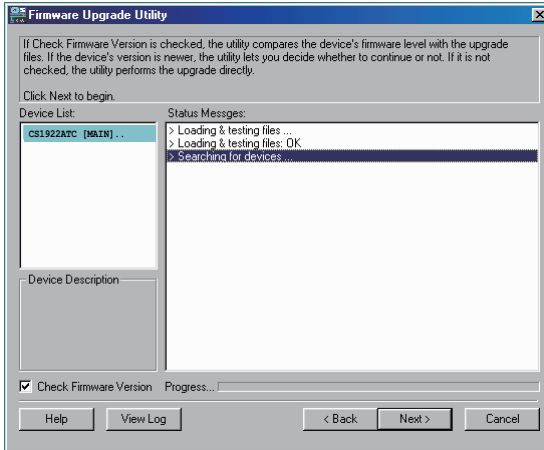 Firmware Upgrade Utility
If Check Firmware Version is checked, the utility compares the device's firmware level with the upgrade
files. If the device's version is newer, the utility lets you decide whether to continue or not. If it is not
checked, the utility performs the upgrade directly.
Click Next to begin.
Device List:
Status Messges:
CS1922ATC [MAIN]..
> Loading & testing files ...
> Loading & testing files: OK
> Searching for devices ...
Device Description
Check Firmware Version
Progress...
Help
View Log
< Back
Next >
Cancel